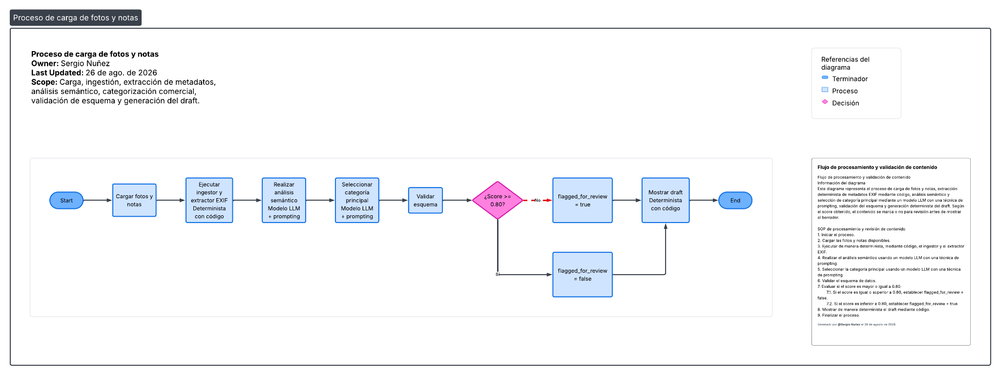 Proceso de carga de fotos y notas
Proceso de carga de fotos y notas
Owner: Sergio Nuñez
Last Updated: 26 de ago. de 2026
Scope: Carga, ingestión, extracción de metadatos,
análisis semántico, categorización comercial,
validación de esquema y generación del draft.
Referencias del
diagrama
Terminador
Proceso
Decisión
Start
Cargar fotos y
notas
Ejecutar
ingestor y
extractor EXIF
Determinista
con código
Realizar
análisis
semántico
Modelo LLM
+ prompting
Seleccionar
categoría
principal
Modelo LLM
+ prompting
Validar
esquema
¿Score >=
0.80?
No
flagged_for_review
= true
Mostrar draft
Determinista
con código
End
Sí
flagged_for_review
= false
Flujo de procesamiento y validación de contenido
Flujo de procesamiento y validación de contenido
Información del diagrama
Este diagrama representa el proceso de carga de fotos y notas, extracción
determinista de metadatos EXIF mediante código, análisis semántico y
selección de categoría principal mediante un modelo LLM con una técnica de
prompting, validación del esquema y generación determinista del draft. Según
el score obtenido, el contenido se marca o no para revisión antes de mostrar
el borrador.
SOP de procesamiento y revisión de contenido
1. Iniciar el proceso.
2. Cargar las fotos y notas disponibles.
3. Ejecutar de manera determinista, mediante código, el ingestor y el extractor
EXIF.
4. Realizar el análisis semántico usando un modelo LLM con una técnica de
prompting.
5. Seleccionar la categoría principal usando un modelo LLM con una técnica
de prompting
6. Validar el esquema de datos.
7. Evaluar si el score es mayor o igual a 0.80.
7.1. Si el score es igual o superior a 0.80, establecer flagged_for_review =
false.
7.2. Si el score es inferior a 0.80, establecer flagged_for_review = true.
8. Mostrar de manera determinista el draft mediante código.
9. Finalizar el proceso.
Generado por @Sergio Nuñez el 26 de agosto de 2026